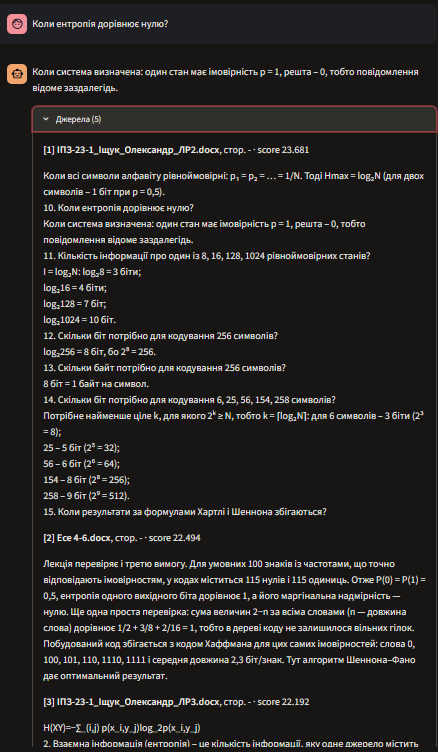 Коли ентропія дорівнює нулю?
Коли система визначена: один стан має імовірність p = 1, решта – 0, тобто повідомлення
відоме заздалегідь.
Джерела (5)
[1] ІПЗ-23-1_Іщук_Олександр_ЛР2.docx, стор. - · score 23.681
Коли всі символи алфавіту рівноймовірні: p₁ = p₂ = … = 1/N. Тоді Hmax = log₂N (для двох
символів – 1 біт при p = 0,5).
10. Коли ентропія дорівнює нулю?
Коли система визначена: один стан має імовірність p = 1, решта – 0, тобто
повідомлення відоме заздалегідь.
11. Кількість інформації про один із 8, 16, 128, 1024 рівноймовірних станів?
I = log₂N: log₂8 = 3 біти;
log₂16 = 4 біти;
log₂128 = 7 біт;
log₂1024 = 10 біт.
12. Скільки біт потрібно для кодування 256 символів?
log₂256 = 8 біт, бо 2⁸ = 256.
13. Скільки байт потрібно для кодування 256 символів?
8 біт = 1 байт на символ.
14. Скільки біт потрібно для кодування 6, 25, 56, 154, 258 символів?
Потрібне найменше ціле k, для якого 2ᵏ ≥ N, тобто k = ⌈log₂N⌉: для 6 символів – 3 біти (2³
= 8);
25 – 5 біт (2⁵ = 32);
56 – 6 біт (2⁶ = 64);
154 – 8 біт (2⁸ = 256);
258 – 9 біт (2⁹ = 512).
15. Коли результати за формулами Хартлі і Шеннона збігаються?
[2] Есе 4-6.docx, стор. - · score 22.494
Лекція перевіряє і третю вимогу. Для умовних 100 знаків із частотами, що точно
відповідають імовірностям, у кодах міститься 115 нулів і 115 одиниць. Отже P(0) = P(1) =
0,5, ентропія одного вихідного біта дорівнює 1, а його маргінальна надмірність —
нулю. Ще одна проста перевірка: сума величин 2−n за всіма словами (n — довжина
слова) дорівнює 1/2 + 3/8 + 2/16 = 1, тобто в дереві коду не залишилося вільних гілок.
Побудований код збігається з кодом Хаффмана для цих самих імовірностей: слова 0,
100, 101, 110, 1110, 1111 і середня довжина 2,3 біт/знак. Тут алгоритм Шеннона–Фано
дає оптимальний результат.
[3] ІПЗ-23-1_Іщук_Олександр_ЛР3.docx, стор. - · score 22.192
H(XY)=−∑_(i,j) p(x_i,y_j)log_2p(x_i,y_j)
2. Взаємна інформація (ентропія) – це кількість інформації, яку одне джерело містить